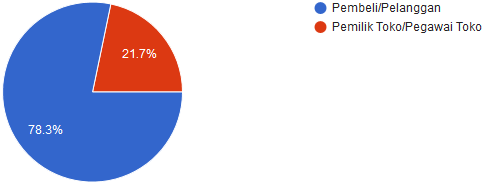 Pembeli/Pelanggan
Pemilik Toko/Pegawai Toko
21.7%
78.3%